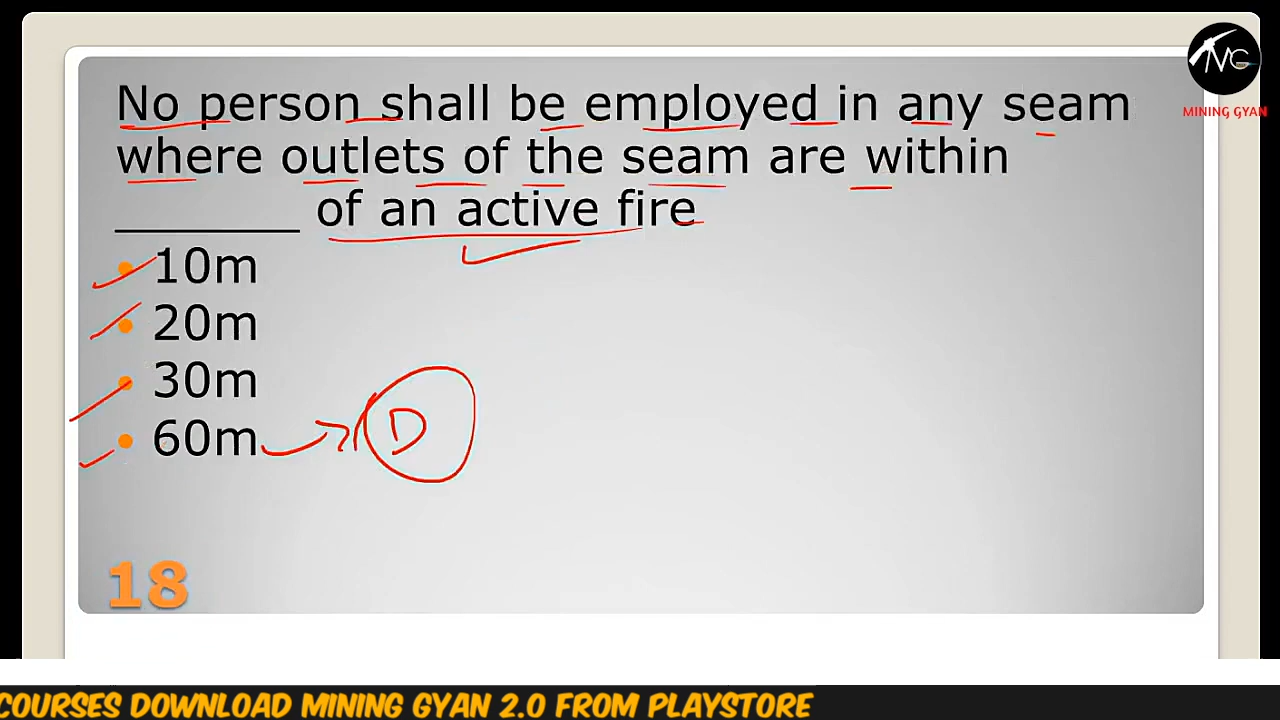 No person shall be employed in any seam
where outlets of the seam are within
________ of an active fire
• 10m
• 20m
• 30m
• 60m
D
18
MC
MINING GYAN
COURSES DOWNLOAD MINING GYAN 2.0 FROM PLAYSTORE